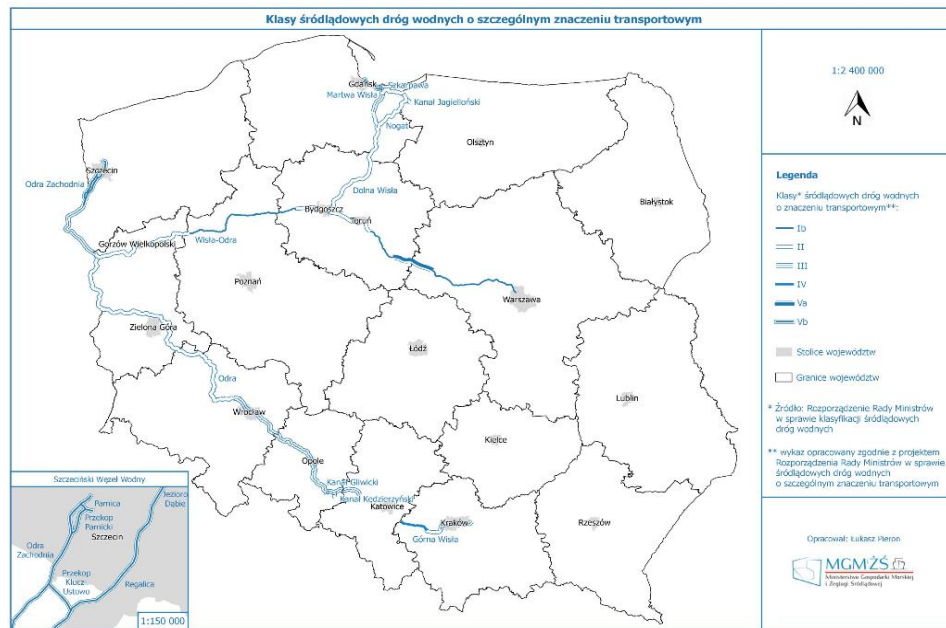 Klasy śródlądowych dróg wodnych o szczególnym znaczeniu transportowym
1:2 400 000
N
Gdańsk
Szkarpawa
Martwa Wisła
Kanał Jagielloński
Nogat
Olsztyn
Szczecin
Odra Zachodnia
Dolna Wisła
Białystok
Bydgoszcz
Toruń
Gorzów Wielkopolski
Wisła-Odra
Poznań
Warszawa
Zielona Góra
Łódź
Odra
Wrocław
Lublin
Kielce
Opole
Kanał Gliwicki
Kanał Kędzierzyński
Katowice
Kraków
Rzeszów
Górna Wisła
Legenda
Klasy* śródlądowych dróg wodnych
o znaczeniu transportowym**:
Ib
II
III
IV
Va
Vb
Stolice województw
Granice województw
* Źródło: Rozporządzenie Rady Ministrów
w sprawie klasyfikacji śródlądowych
dróg wodnych
** wykaz opracowany zgodnie z projektem
Rozporządzenia Rady Ministrów w sprawie
śródlądowych dróg wodnych
o szczególnym znaczeniu transportowym
Opracował: Łukasz Pieron
MGMŻŚ
Ministerstwo Gospodarki Morskiej
i Żeglugi Śródlądowej
Szczeciński Węzeł Wodny
Jezioro
Dąbie
Parnica
Przekop
Parnicki
Szczecin
Odra
Zachodnia
Przekop
Klucz
Ustowo
Regalica
1:150 000